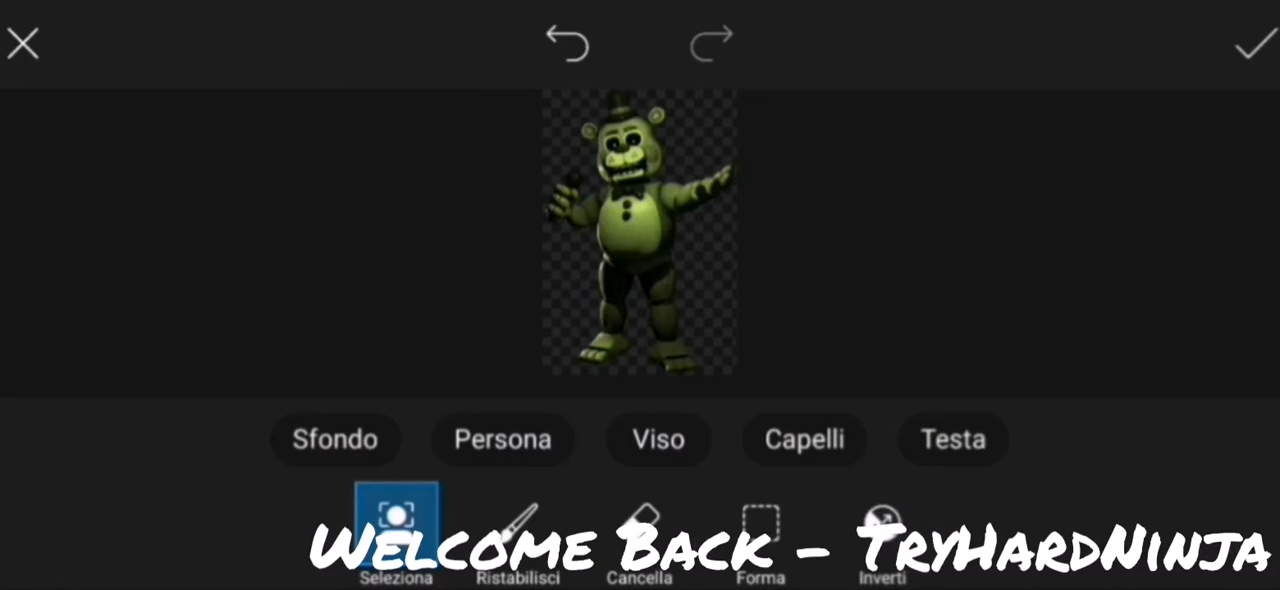 Sfondo Persona Viso Capelli Testa
Welcome Back - TryHardNinja
Seleziona Ristabilisci Cancella Forma Inverti